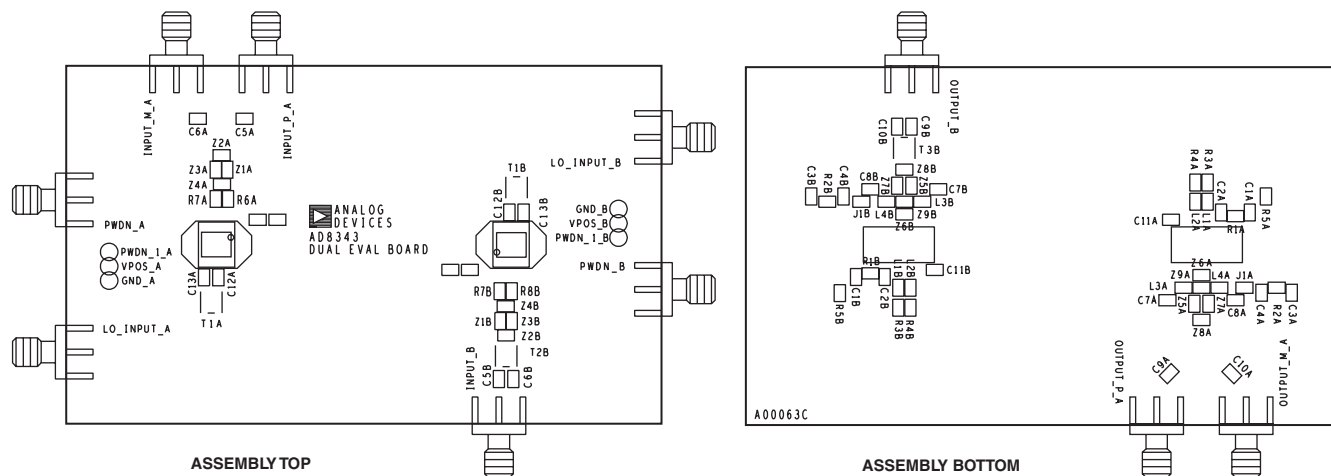 INPUT_M_A
INPUT_P_A
C6A
C5A
Z2A
Z3A
Z1A
Z4A
R7A
R6A
PWDN_A
PWDN_1_A
VPOS_A
GND_A
C13A
C12A
T1A
LO_INPUT_A
ANALOG
DEVICES
AD8343
DUAL EVAL BOARD
LO_INPUT_B
T1B
C12B
C13B
GND_B
VPOS_B
PWDN_1_B
PWDN_B
R7B
R8B
Z4B
Z1B
Z3B
Z2B
T2B
INPUT_B
C5B
C6B
ASSEMBLY TOP
OUTPUT_B
C10B
C9B
T3B
Z8B
C3B
R2B
C4B
C8B
Z7B
Z5B
C7B
J1B
L4B
L3B
Z9B
Z6B
R1B
L1B
L2B
C11B
C1B
C2B
R5B
R3B
R4B
R4A
R3A
C2A
C1A
R5A
C11A
L2A
L1A
R1A
Z6A
Z9A
L4A
J1A
L3A
C7A
Z5A
Z7A
C8A
C4A
R2A
C3A
Z8A
OUTPUT_P_A
C9A
C10A
OUTPUT_M_A
A00063C
ASSEMBLY BOTTOM